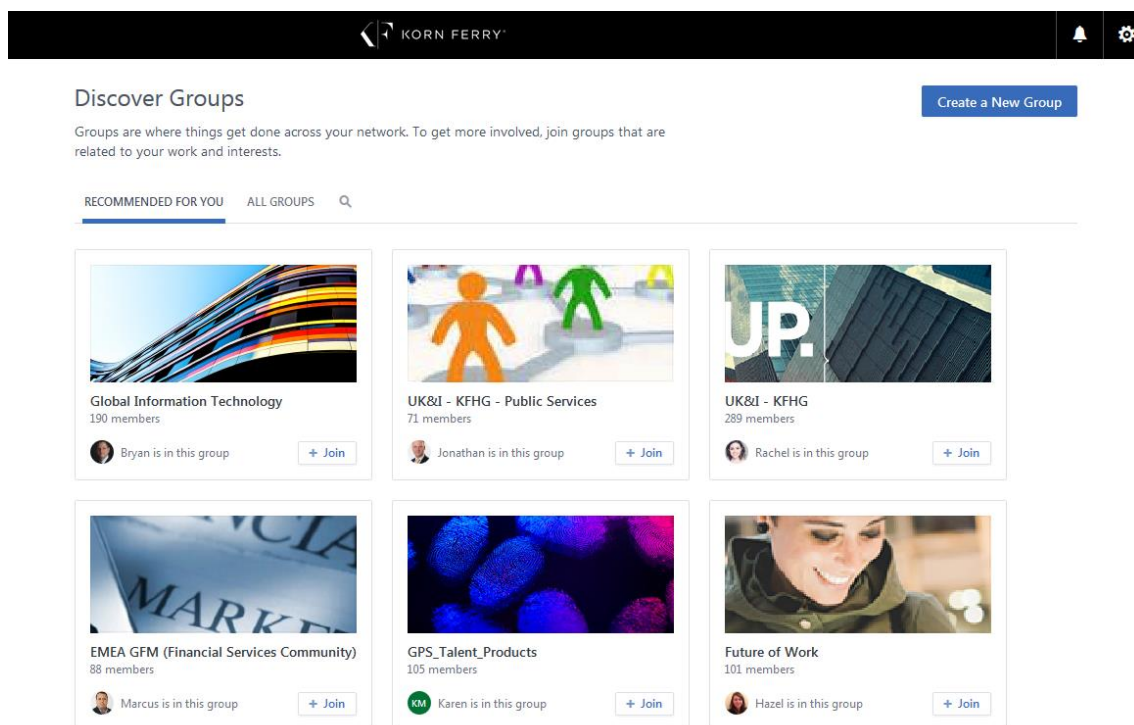 KORN FERRY
Discover Groups
Create a New Group
Groups are where things get done across your network. To get more involved, join groups that are
related to your work and interests.
RECOMMENDED FOR YOU
ALL GROUPS
UP.
Global Information Technology
190 members
Bryan is in this group
+ Join
UK&I - KFHG - Public Services
71 members
Jonathan is in this group
+ Join
UK&I - KFHG
289 members
Rachel is in this group
+ Join
NCIA
MARKET
EMEA GFM (Financial Services Community)
88 members
Marcus is in this group
+ Join
GPS_Talent_Products
105 members
KM
Karen is in this group
+ Join
Future of Work
101 members
Hazel is in this group
+ Join